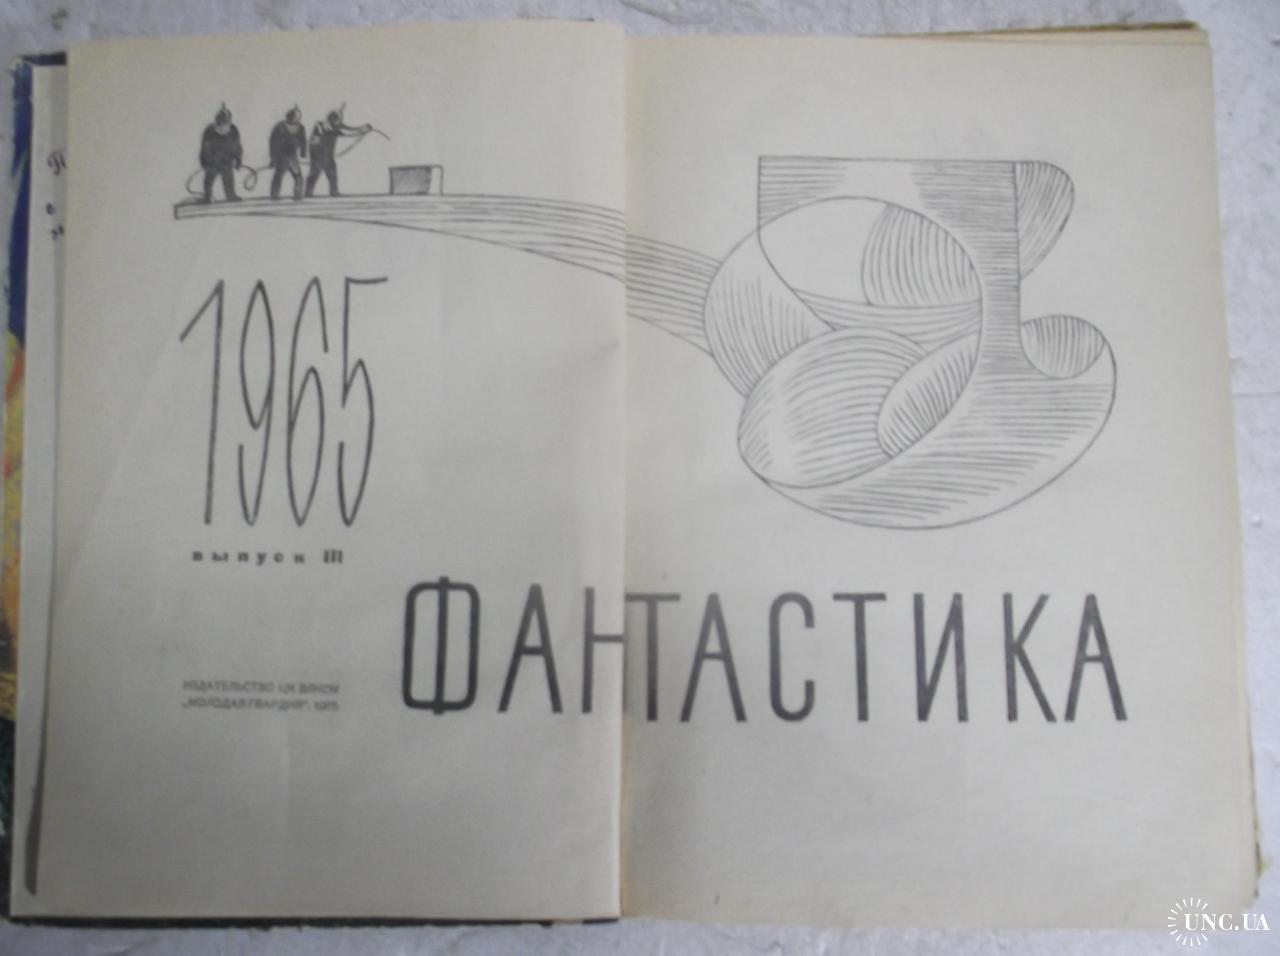 1965
выпуск III
ФАНТАСТИКА
ИЗДАТЕЛЬСТВО ЦК ВЛКСМ
„МОЛОДАЯ ГВАРДИЯ“, 1965
UNC.UA